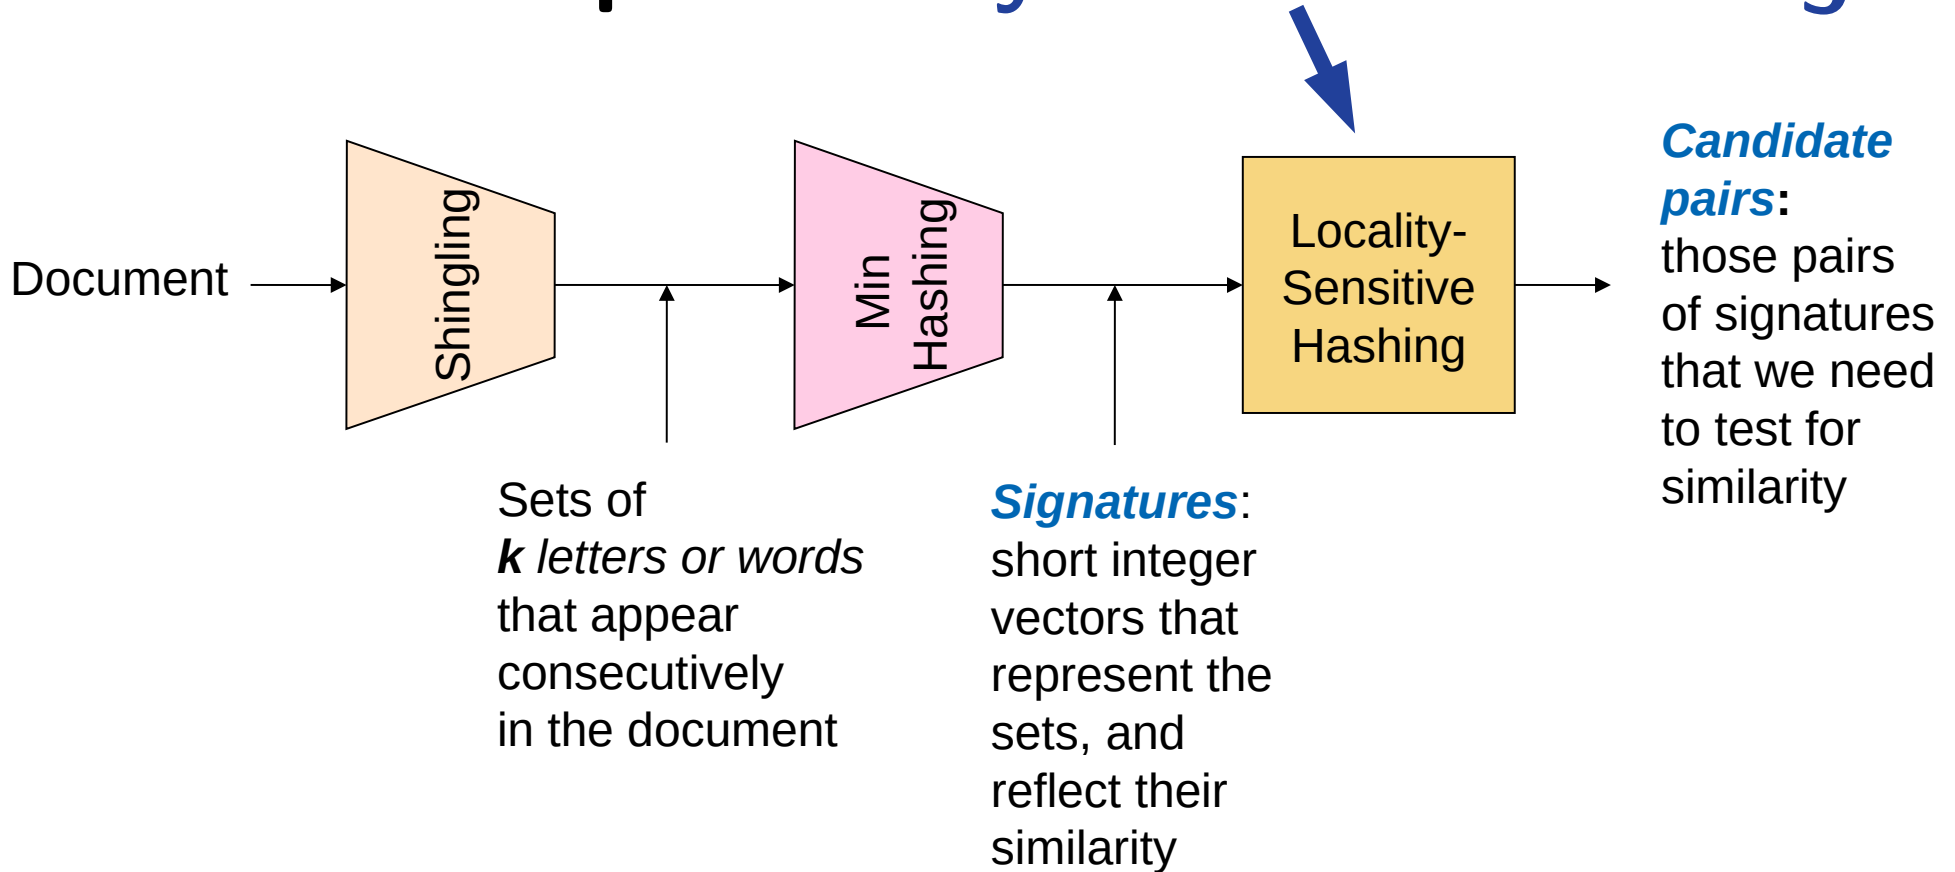 Document
Shingling
Min
Hashing
Locality-
Sensitive
Hashing
Candidate
pairs:
those pairs
of signatures
that we need
to test for
similarity
Sets of
k letters or words
that appear
consecutively
in the document
Signatures:
short integer
vectors that
represent the
sets, and
reflect their
similarity